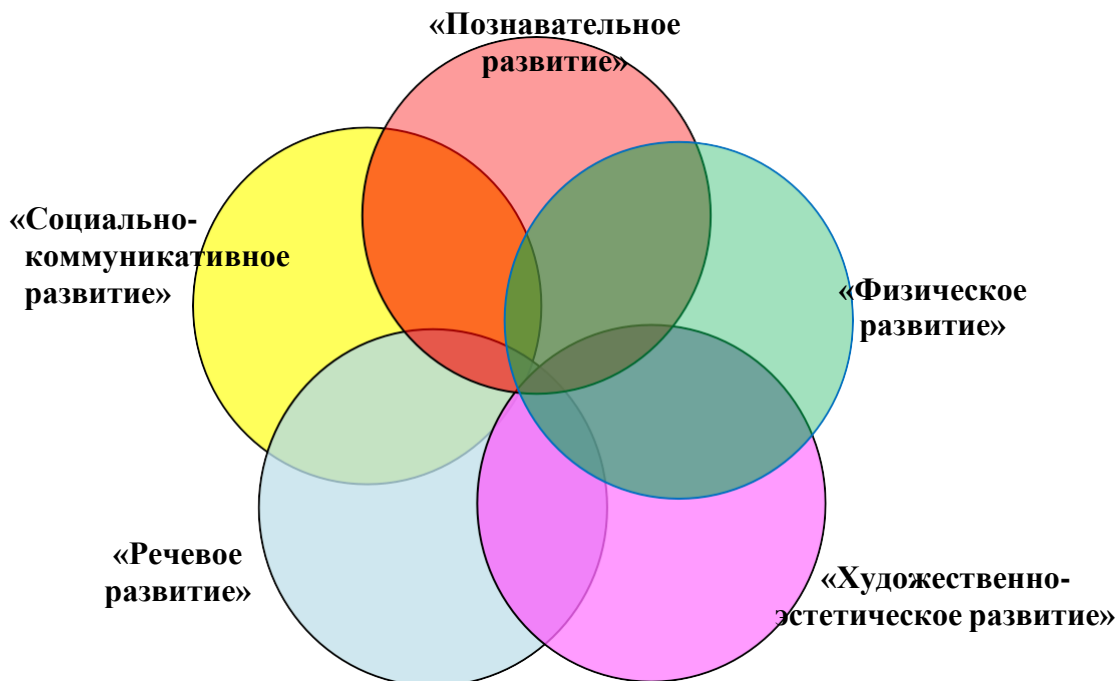 «Познавательное
развитие»
«Социально-
коммуникативное
развитие»
«Физическое
развитие»
«Речевое
развитие»
«Художественно-
эстетическое развитие»